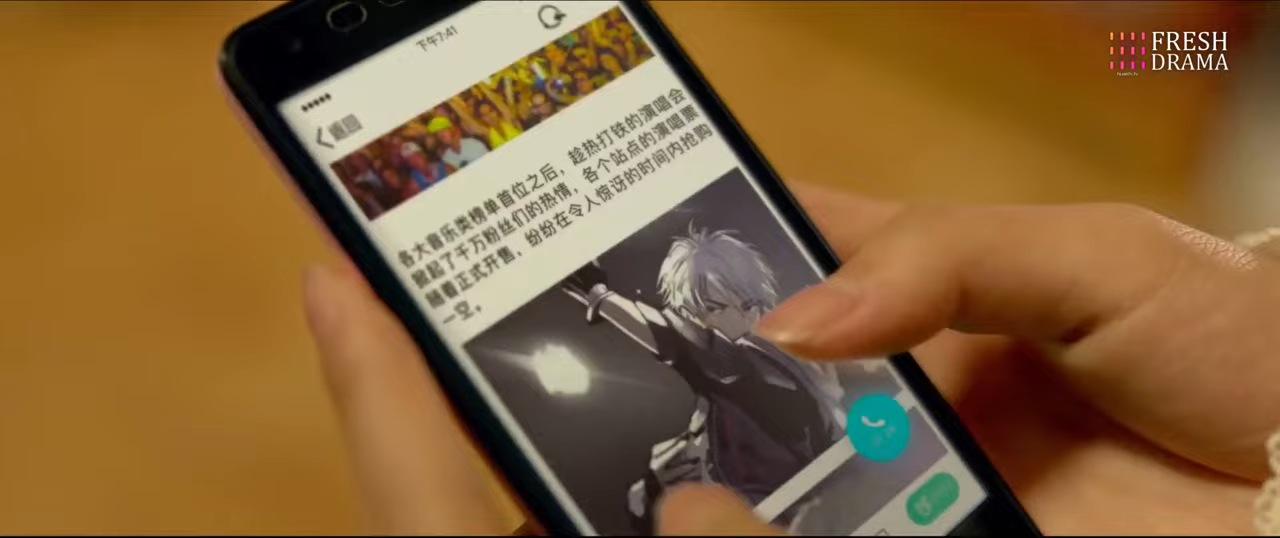 下午7:41
返回
各大音乐类榜单首位之后，趁热打铁的演唱会
掀起了千万粉丝们的热情，各个站点的演唱票
随着正式开售，纷纷在令人惊讶的时间内抢购
一空。
FRESH
DRAMA